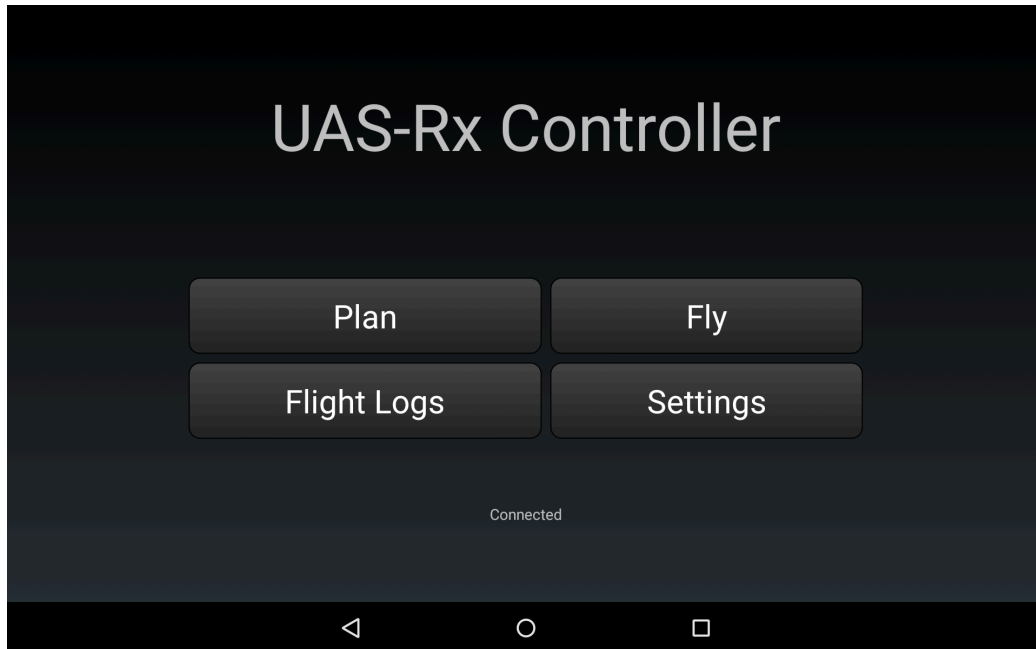 UAS-Rx Controller
Plan
Fly
Flight Logs
Settings
Connected